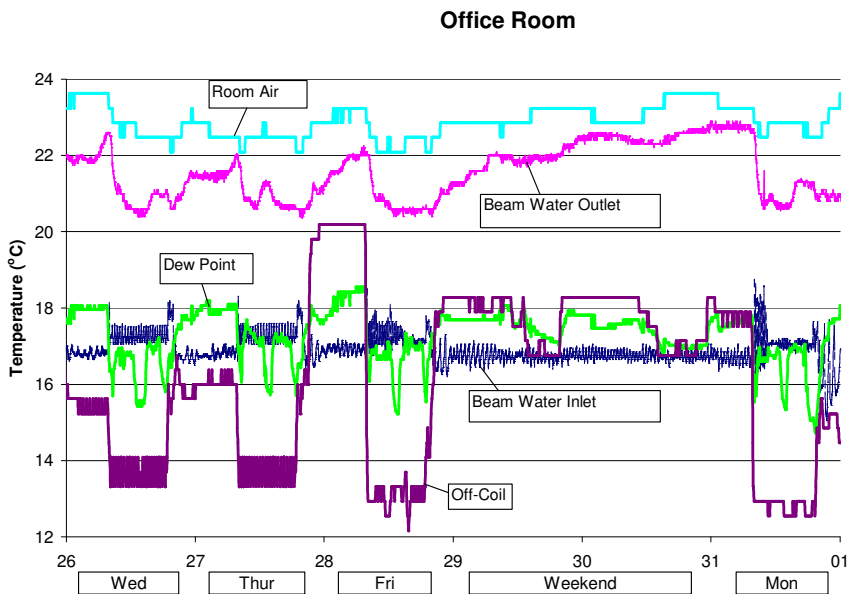 Office Room
24
22
20
18
16
14
12
Temperature (°C)
Room Air
Beam Water Outlet
Dew Point
Beam Water Inlet
Off-Coil
26 27 28 29 30 31 01
Wed Thur Fri Weekend Mon